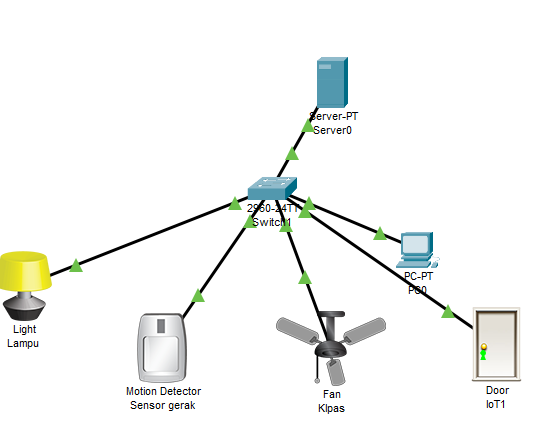 Server-PT
Server0
2960-24TT
Switch1
PC-PT
PC0
Light
Lampu
Motion Detector
Sensor gerak
Fan
KIpas
Door
IoT1